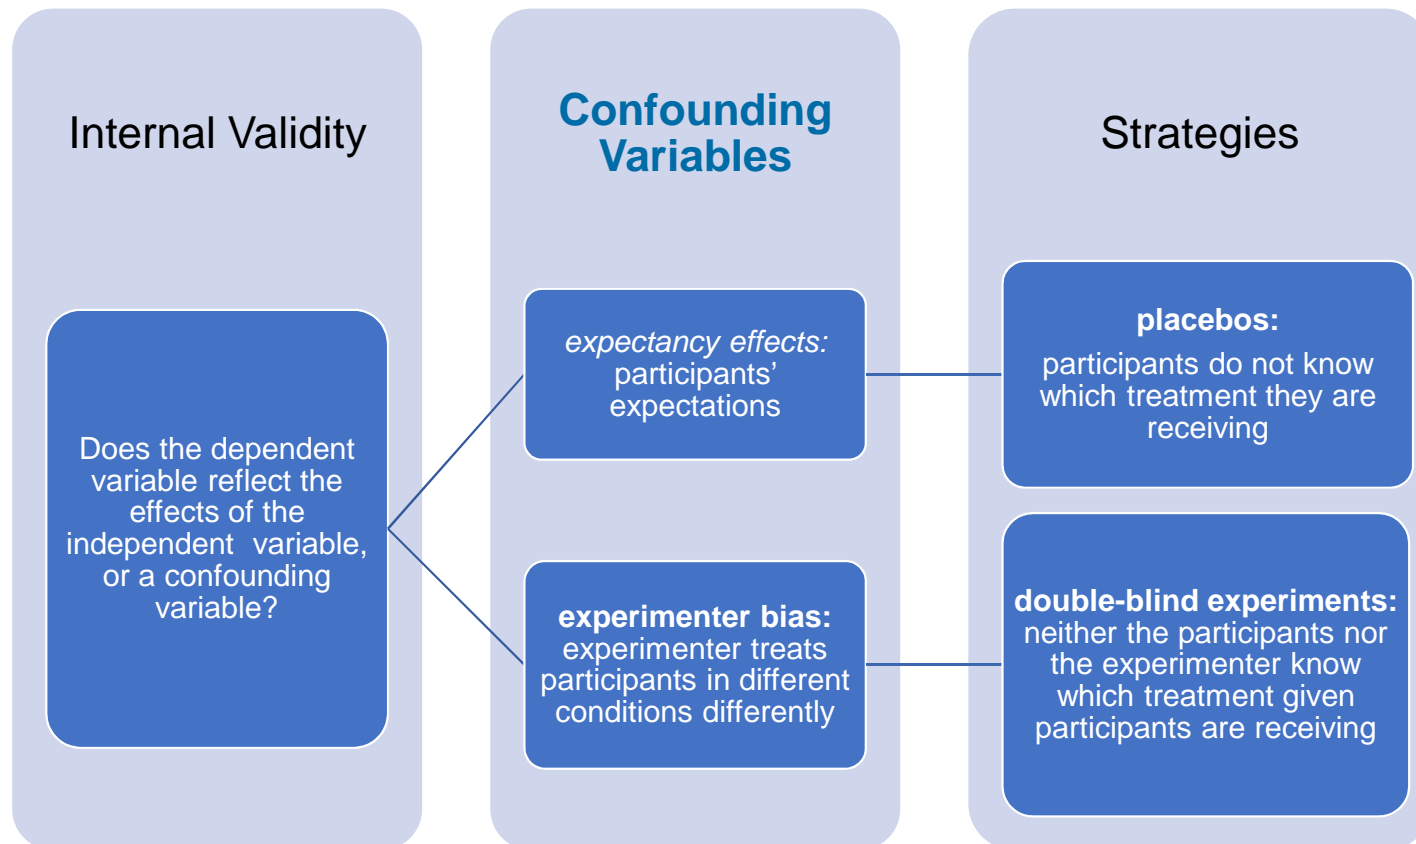 Internal Validity
Does the dependent
variable reflect the
effects of the
independent  variable,
or a confounding
variable?
Confounding
Variables
expectancy effects:
participants’
expectations
experimenter bias:
experimenter treats
participants in different
conditions differently
Strategies
placebos:
participants do not know
which treatment they are
receiving
double-blind experiments:
neither the participants nor
the experimenter know
which treatment given
participants are receiving